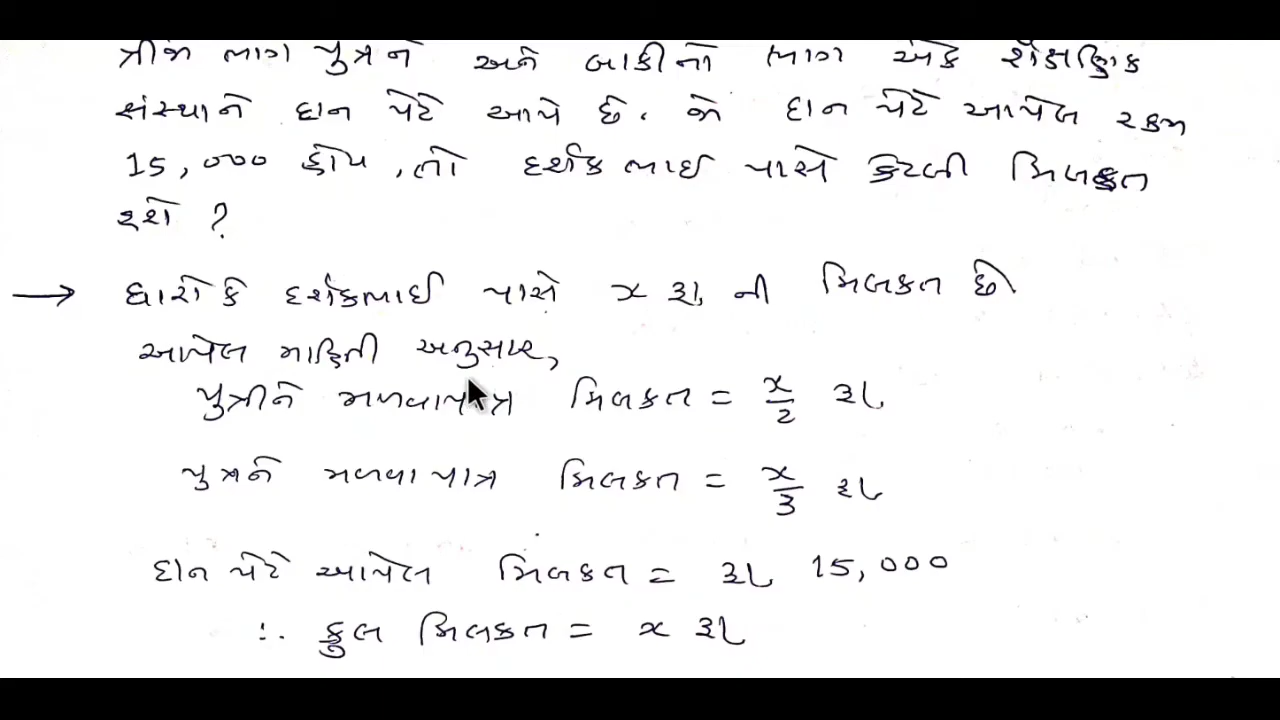 ત્રીજો ભાગ પુત્રને અને બાકીનો ભાગ એક શૈક્ષણિક
સંસ્થાને દાન પેટે આપે છે. જો દાન પેટે આપેલ રકમ
15,000 હોય, તો દર્શકભાઈ પાસે કેટલી મિલકત
હશે ?
→ ધારો કે દર્શકભાઈ પાસે x રૂા ની મિલકત છે
આપેલ માહિતી અનુસાર,
પુત્રીને મળવાપાત્ર મિલકત = x/2 રૂા
પુત્રને મળવાપાત્ર મિલકત = x/3 રૂા
દાન પેટે આપેલ મિલકત = રૂા 15,000
∴ કુલ મિલકત = x રૂા